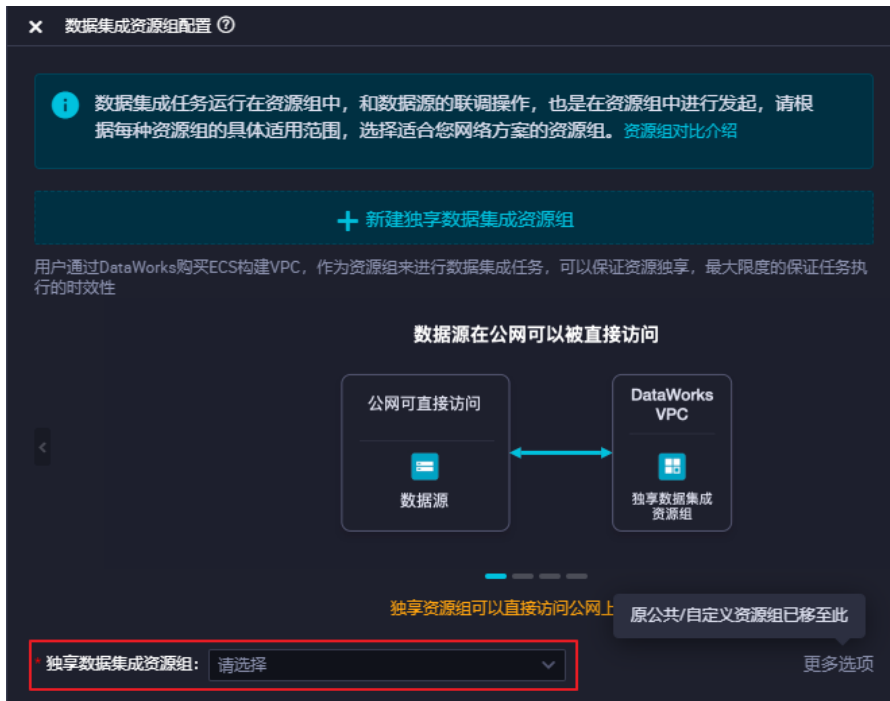 数据集成资源组配置
数据集成任务运行在资源组中，和数据源的联调操作，也是在资源组中进行发起，请根
据每种资源组的具体适用范围，选择适合您网络方案的资源组。资源组对比介绍
新建独享数据集成资源组
用户通过DataWorks购买ECS构建VPC，作为资源组来进行数据集成任务，可以保证资源独享，最大限度的保证任务执
行的时效性
数据源在公网可以被直接访问
公网可直接访问
数据源
DataWorks
VPC
独享数据集成
资源组
独享资源组可以直接访问公网上
原公共/自定义资源组已移至此
* 独享数据集成资源组： 请选择
更多选项